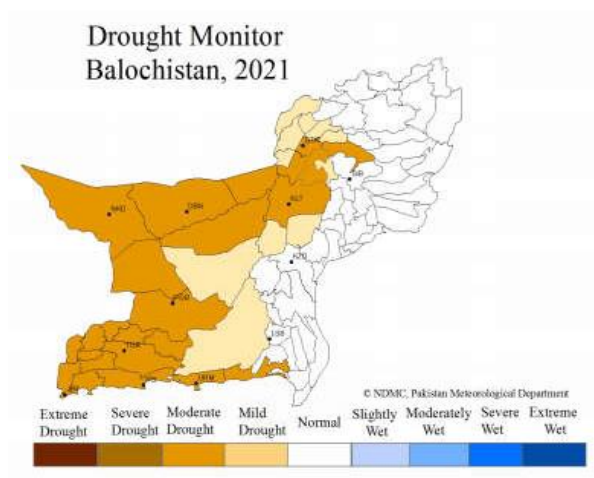 Drought Monitor
Balochistan, 2021
© NDMC, Pakistan Meteorological Department
Extreme Drought
Severe Drought
Moderate Drought
Mild Drought
Normal
Slightly Wet
Moderately Wet
Severe Wet
Extreme Wet